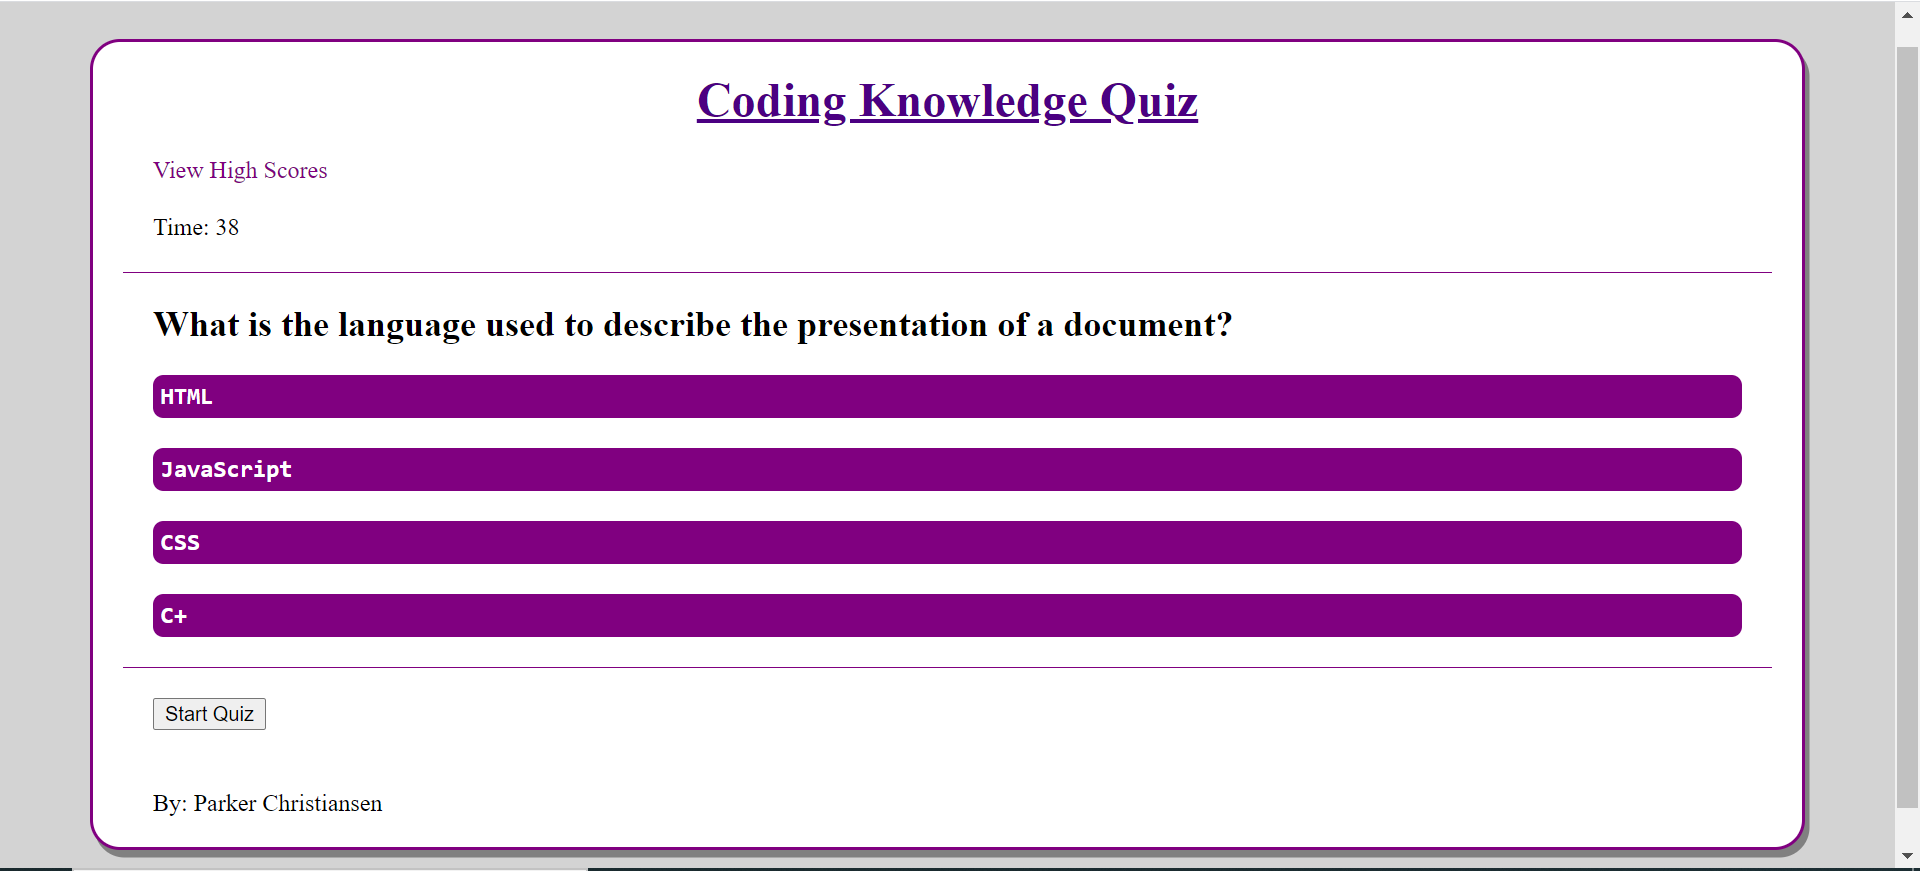 Coding Knowledge Quiz
View High Scores
Time: 38
What is the language used to describe the presentation of a document?
HTML
JavaScript
CSS
C+
Start Quiz
By: Parker Christiansen